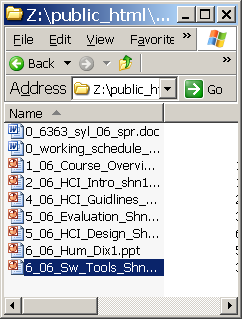 Z:\public_html\...
File Edit View Favorite »
Back
Address Z:\public_ht Go
Name
0_6363_syl_06_spr.doc
0_working_schedule_...
1_06_Course_Overvi...
2_06_HCI_Intro_shn1...
4_06_HCI_Guidlines_...
5_06_Evaluation_Shn...
5_06_HCI_Design_Sh...
6_06_Hum_Dix1.ppt
6_06_Sw_Tools_Shn...